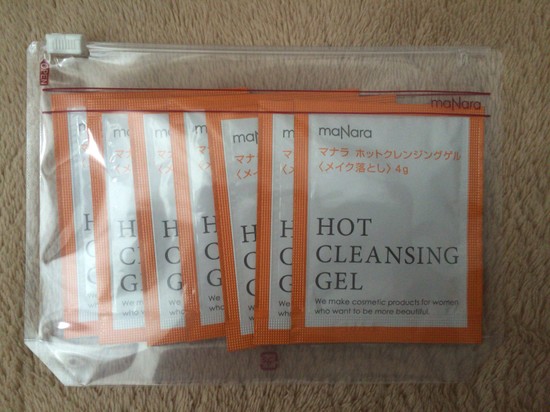 maNara
maNara
マナラ ホットクレンジングゲル
〈メイク落とし〉4g
HOT
CLEANSING
GEL
We make cosmetic products for women
who want to be more beautiful.